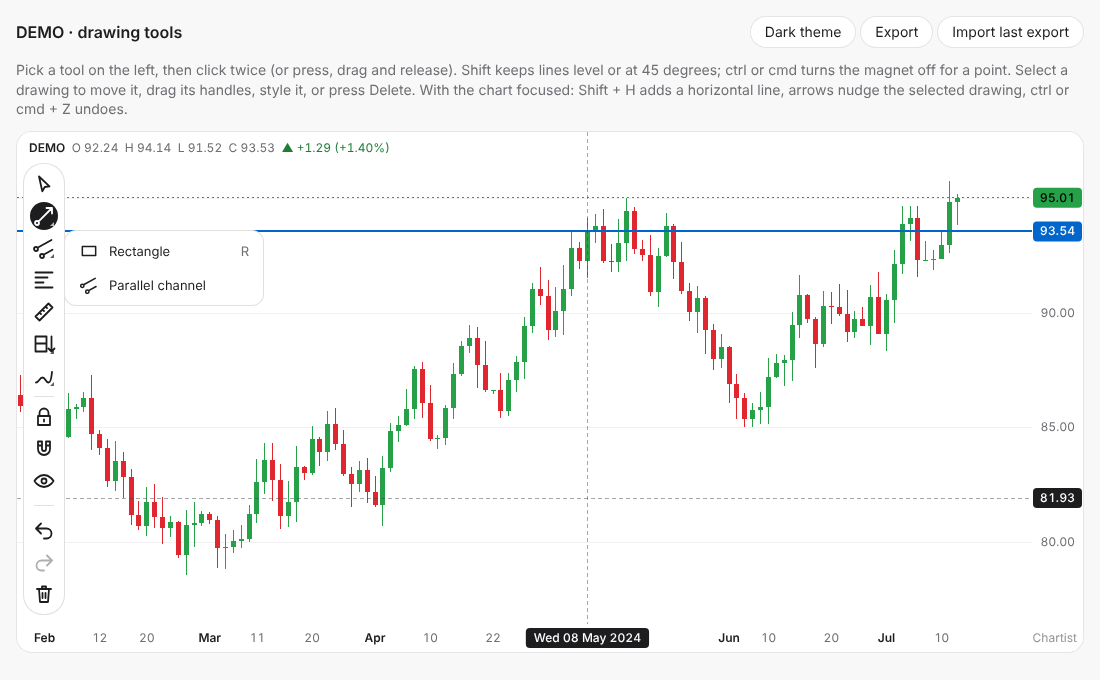 DEMO · drawing tools
Dark theme
Export
Import last export
Pick a tool on the left, then click twice (or press, drag and release). Shift keeps lines level or at 45 degrees; ctrl or cmd turns the magnet off for a point. Select a
drawing to move it, drag its handles, style it, or press Delete. With the chart focused: Shift + H adds a horizontal line, arrows nudge the selected drawing, ctrl or
cmd + Z undoes.
DEMO O 92.24 H 94.14 L 91.52 C 93.53 ▲ +1.29 (+1.40%)
95.01
93.54
Rectangle R
Parallel channel
90.00
85.00
81.93
80.00
Feb 12 20 Mar 11 20 Apr 10 22 Wed 08 May 2024 Jun 10 20 Jul 10 Chartist